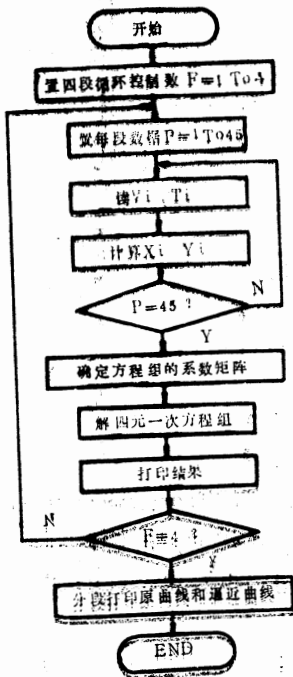 开始
置四段循环控制数 F=1 To 4
置每段数据 P=1 To 45
读Vi Ti
计算Xi Yi
P=45 ?
N
Y
确定方程组的系数矩阵
解四元一次方程组
打印结果
N
F=4 ?
Y
分段打印原曲线和逼近曲线
END